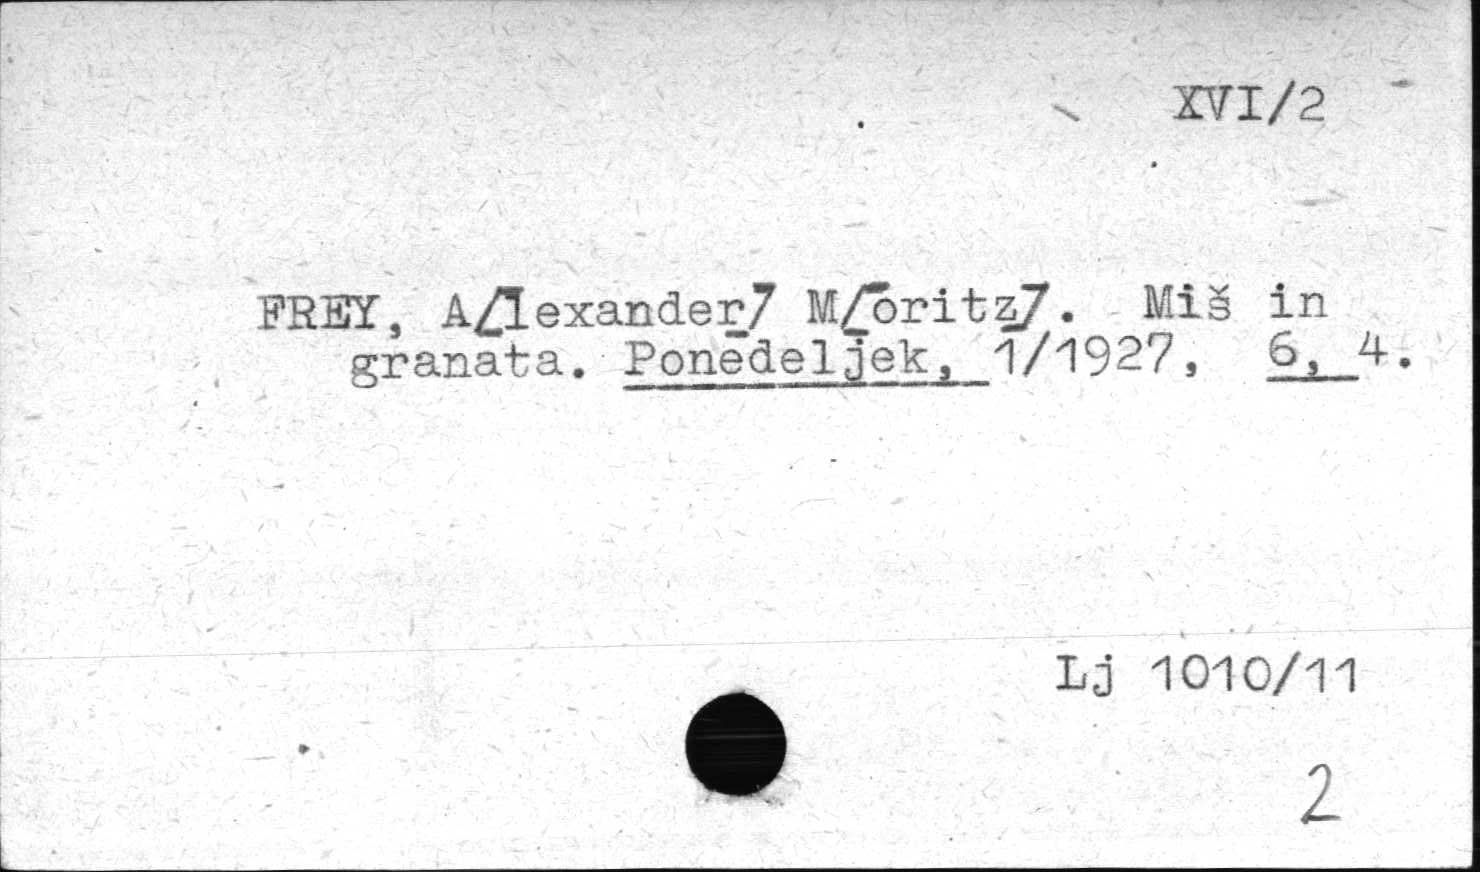 XVI/2
FREY, A[lexander] M[oritz]. Miš in
granata. Ponedeljek, 1/1927, 6, 4.
Lj 1010/11
2